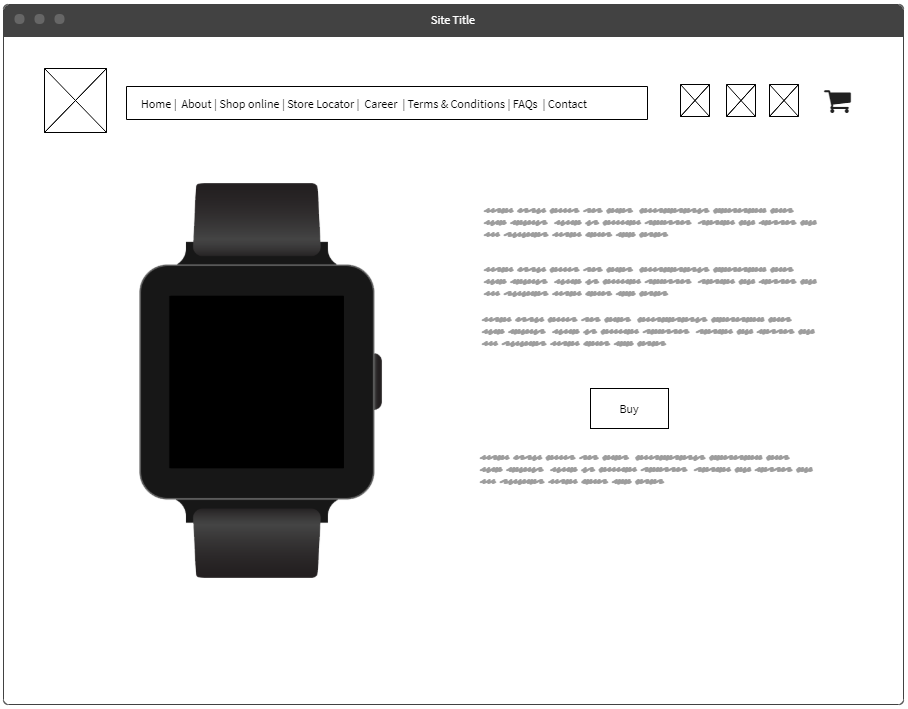 Site Title
Home | About | Shop online | Store Locator | Career | Terms & Conditions | FAQs | Contact
Buy